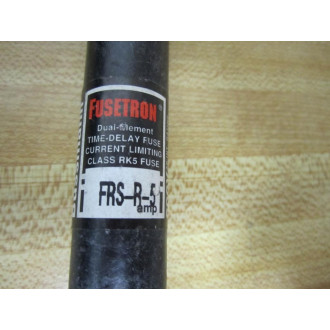 FUSETRON®
Dual-Element
TIME-DELAY FUSE
CURRENT LIMITING
CLASS RK5 FUSE
FRS-R-5
amp